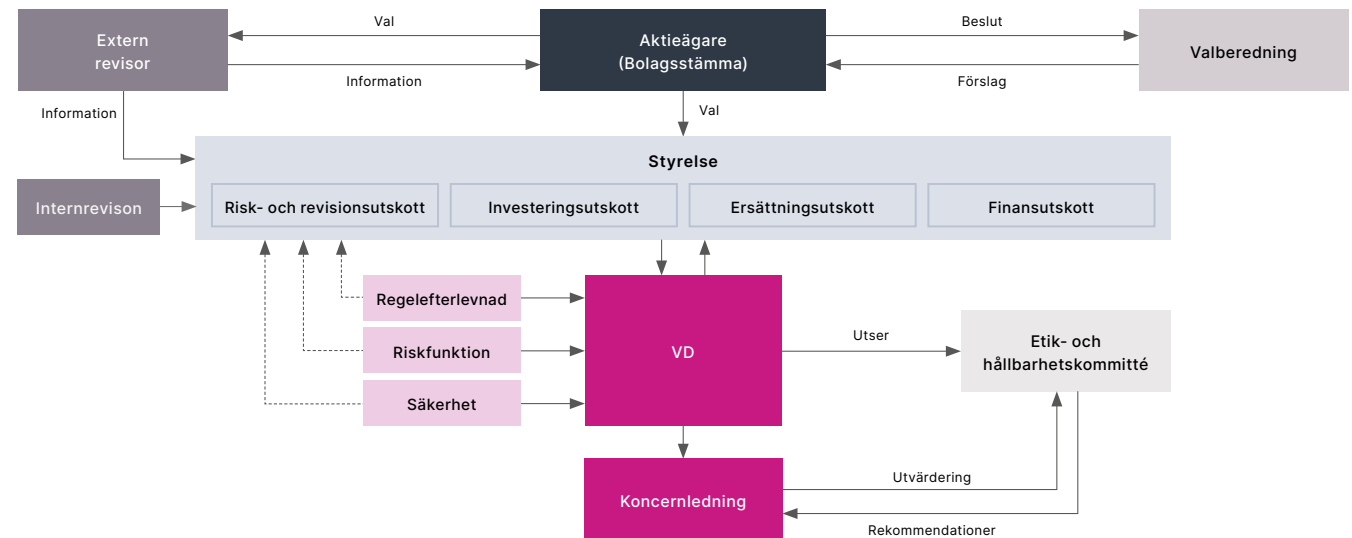 Extern
revisor
Val
Information
Aktieägare
(Bolagsstämma)
Beslut
Förslag
Valberedning
Information
Val
Styrelse
Internrevison
Risk- och revisionsutskott
Investeringsutskott
Ersättningsutskott
Finansutskott
Regelefterlevnad
Riskfunktion
Säkerhet
VD
Utser
Etik- och
hållbarhetskommitté
Koncernledning
Utvärdering
Rekommendationer